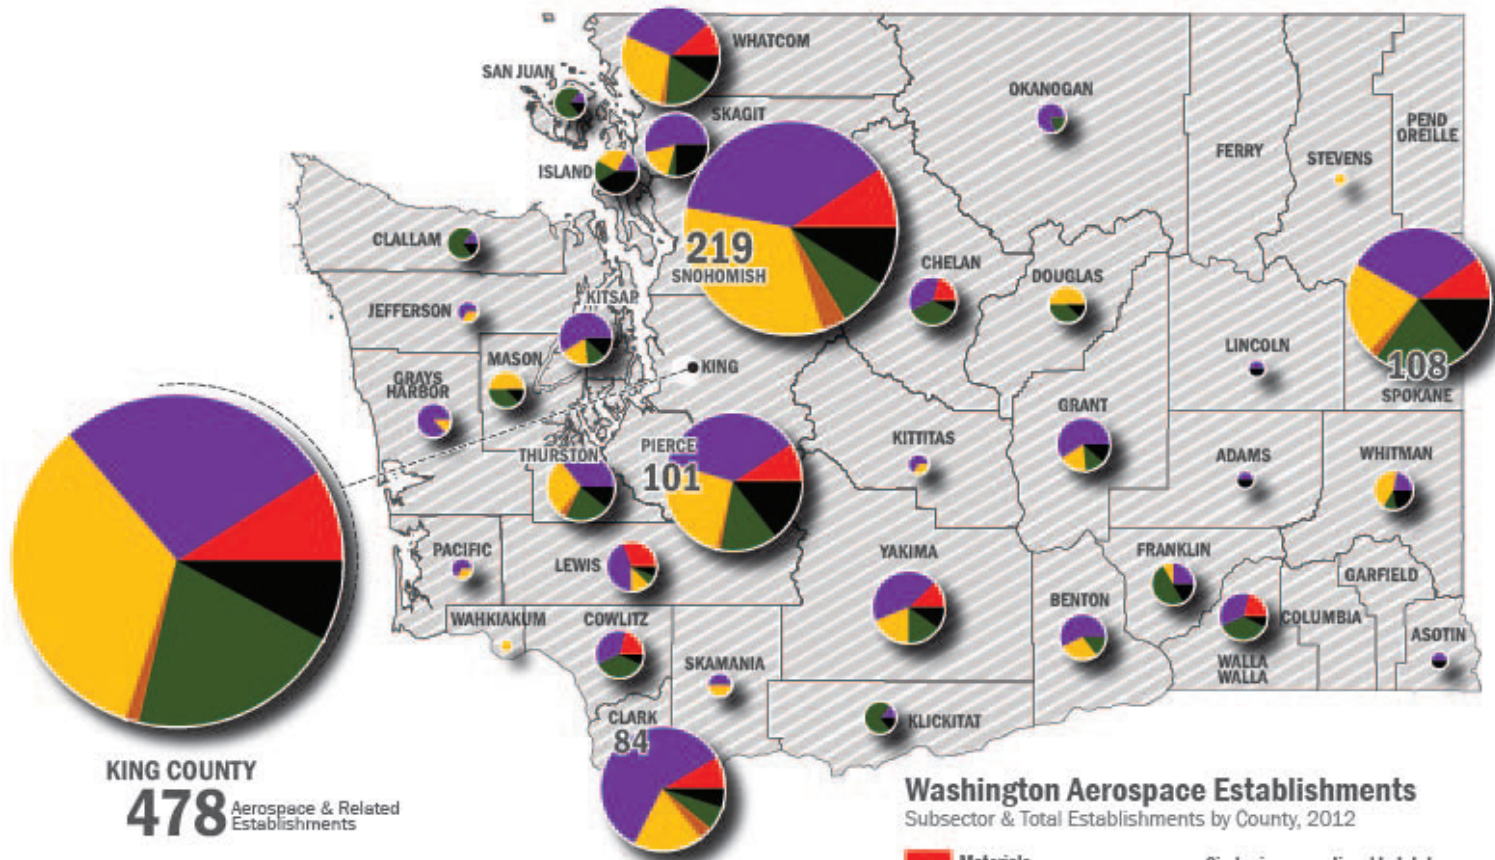 WHATCOM
SAN JUAN
SKAGIT
ISLAND
OKANOGAN
FERRY
STEVENS
PEND
OREILLE
CLALLAM
219
SNOHOMISH
CHELAN
DOUGLAS
JEFFERSON
KITSAP
MASON
KING
LINCOLN
108
SPOKANE
GRAYS
HARBOR
THURSTON
PIERCE
101
KITTITAS
GRANT
ADAMS
WHITMAN
PACIFIC
LEWIS
YAKIMA
FRANKLIN
GARFIELD
WAHKIAKUM
COWLITZ
SKAMANIA
BENTON
COLUMBIA
ASOTIN
WALLA
WALLA
CLARK
84
KLICKITAT
KING COUNTY
478 Aerospace & Related
Establishments
Washington Aerospace Establishments
Subsector & Total Establishments by County, 2012
Materials